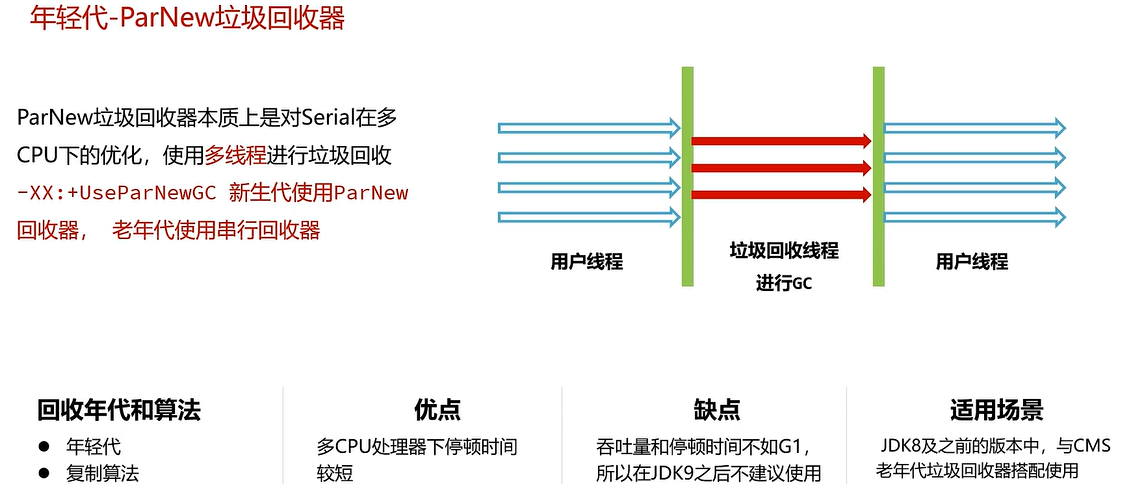 年轻代-ParNew垃圾回收器
ParNew垃圾回收器本质上是对Serial在多
CPU下的优化，使用多线程进行垃圾回收
-XX:+UseParNewGC 新生代使用ParNew
回收器， 老年代使用串行回收器
用户线程
垃圾回收线程
进行GC
用户线程
回收年代和算法
● 年轻代
● 复制算法
优点
多CPU处理器下停顿时间
较短
缺点
吞吐量和停顿时间不如G1，
所以在JDK9之后不建议使用
适用场景
JDK8及之前的版本中，与CMS
老年代垃圾回收器搭配使用